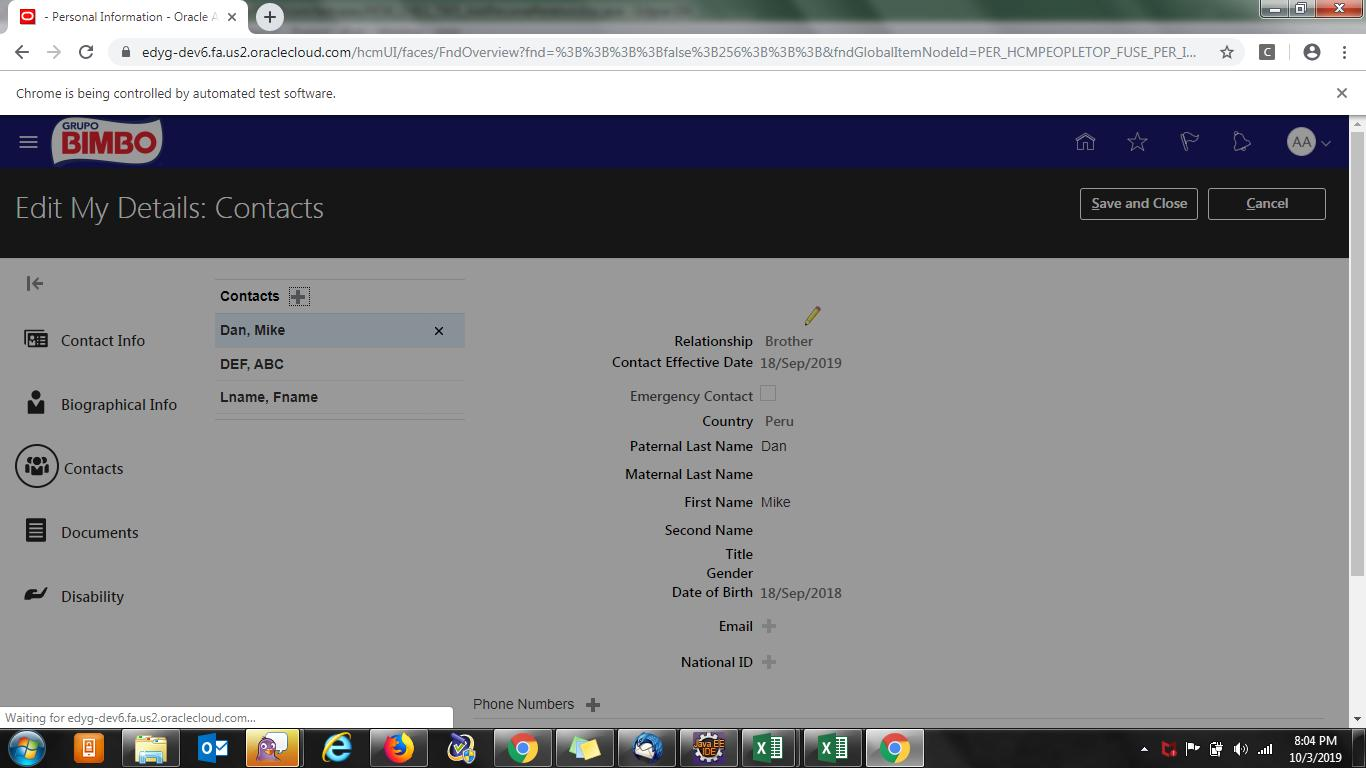 - Personal Information - Oracle A
edyg-dev6.fa.us2.oraclecloud.com/hcmUI/faces/FndOverview?fnd=%3B%3B%3B%3Bfalse%3B256%3B%3B%3B&fndGlobalItemNodeId=PER_HCMPEOPLETOP_FUSE_PER_I...
C
Chrome is being controlled by automated test software.
GRUPO
BIMBO
AA
Edit My Details: Contacts
Save and Close
Cancel
Contact Info
Biographical Info
Contacts
Documents
Disability
Contacts
Dan, Mike
DEF, ABC
Lname, Fname
Relationship Brother
Contact Effective Date 18/Sep/2019
Emergency Contact
Country Peru
Paternal Last Name Dan
Maternal Last Name
First Name Mike
Second Name
Title
Gender
Date of Birth 18/Sep/2018
Email
National ID
Phone Numbers
Waiting for edyg-dev6.fa.us2.oraclecloud.com...
Java EE
IDE
8:04 PM
10/3/2019